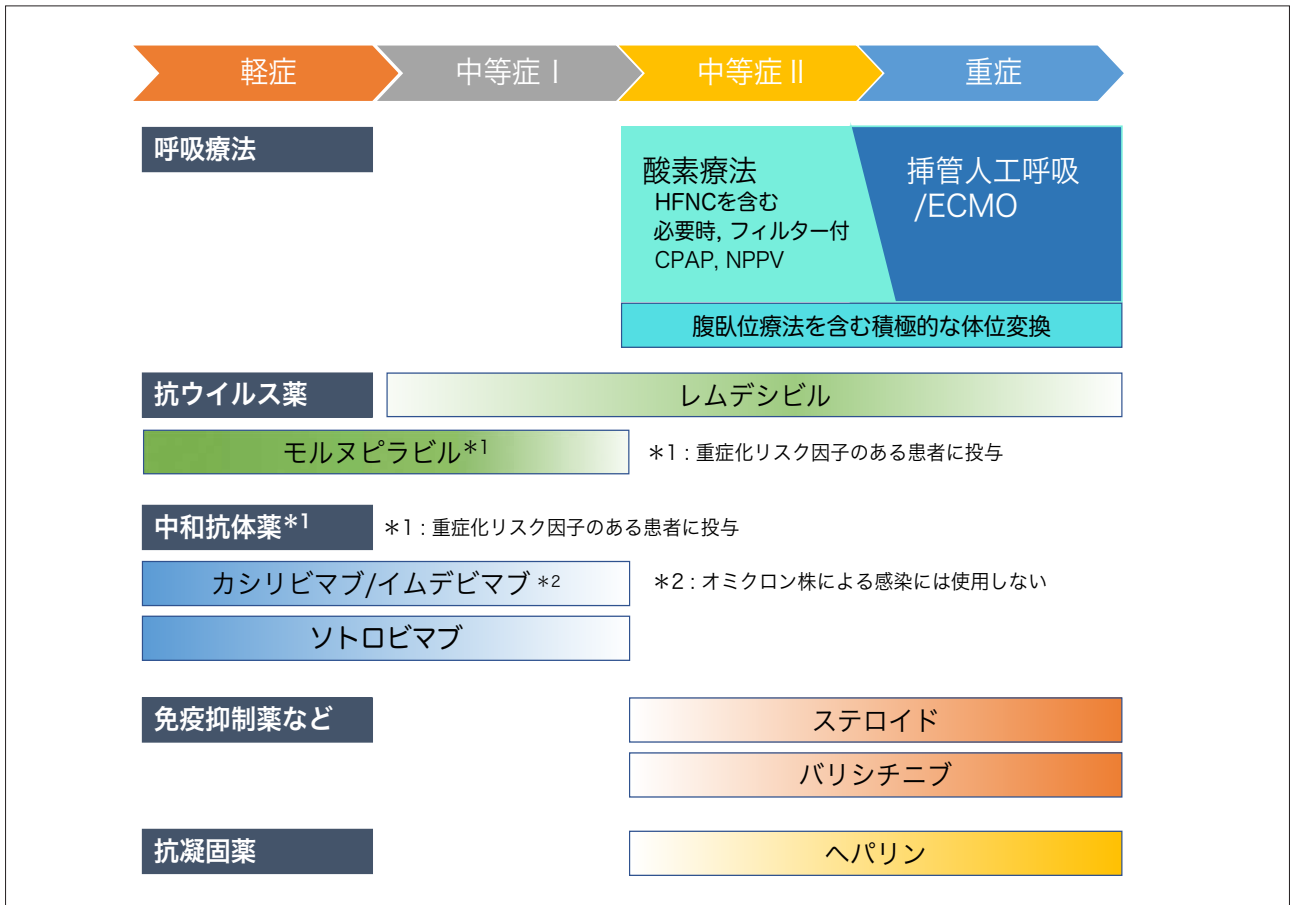 軽症
中等症Ⅰ
中等症Ⅱ
重症
呼吸療法
酸素療法
HFNCを含む
必要時, フィルター付
CPAP, NPPV
挿管人工呼吸
/ECMO
腹臥位療法を含む積極的な体位変換
抗ウイルス薬
レムデシビル
モルヌピラビル*1
*1 : 重症化リスク因子のある患者に投与
中和抗体薬*1
*1 : 重症化リスク因子のある患者に投与
カシリビマブ/イムデビマブ *2
*2 : オミクロン株による感染には使用しない
ソトロビマブ
免疫抑制薬など
ステロイド
バリシチニブ
抗凝固薬
ヘパリン